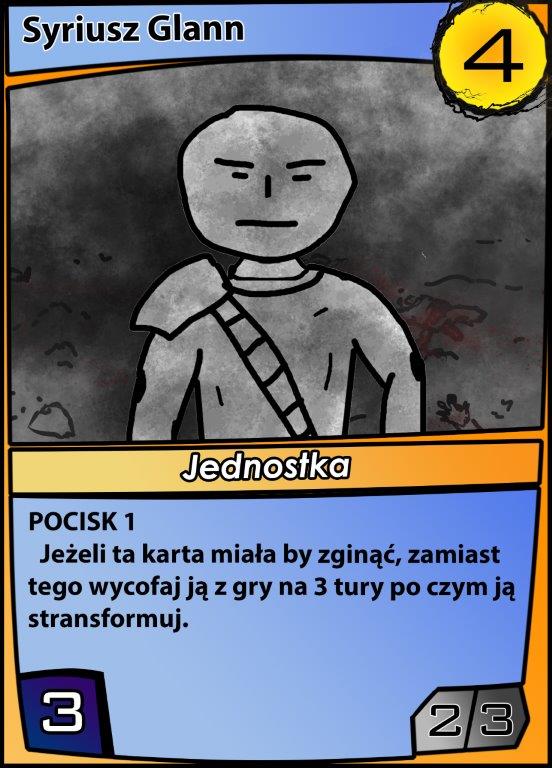 Syriusz Glann
4
Jednostka
POCISK 1
Jeżeli ta karta miała by zginąć, zamiast
tego wycofaj ją z gry na 3 tury po czym ją
stransformuj.
3
2 3